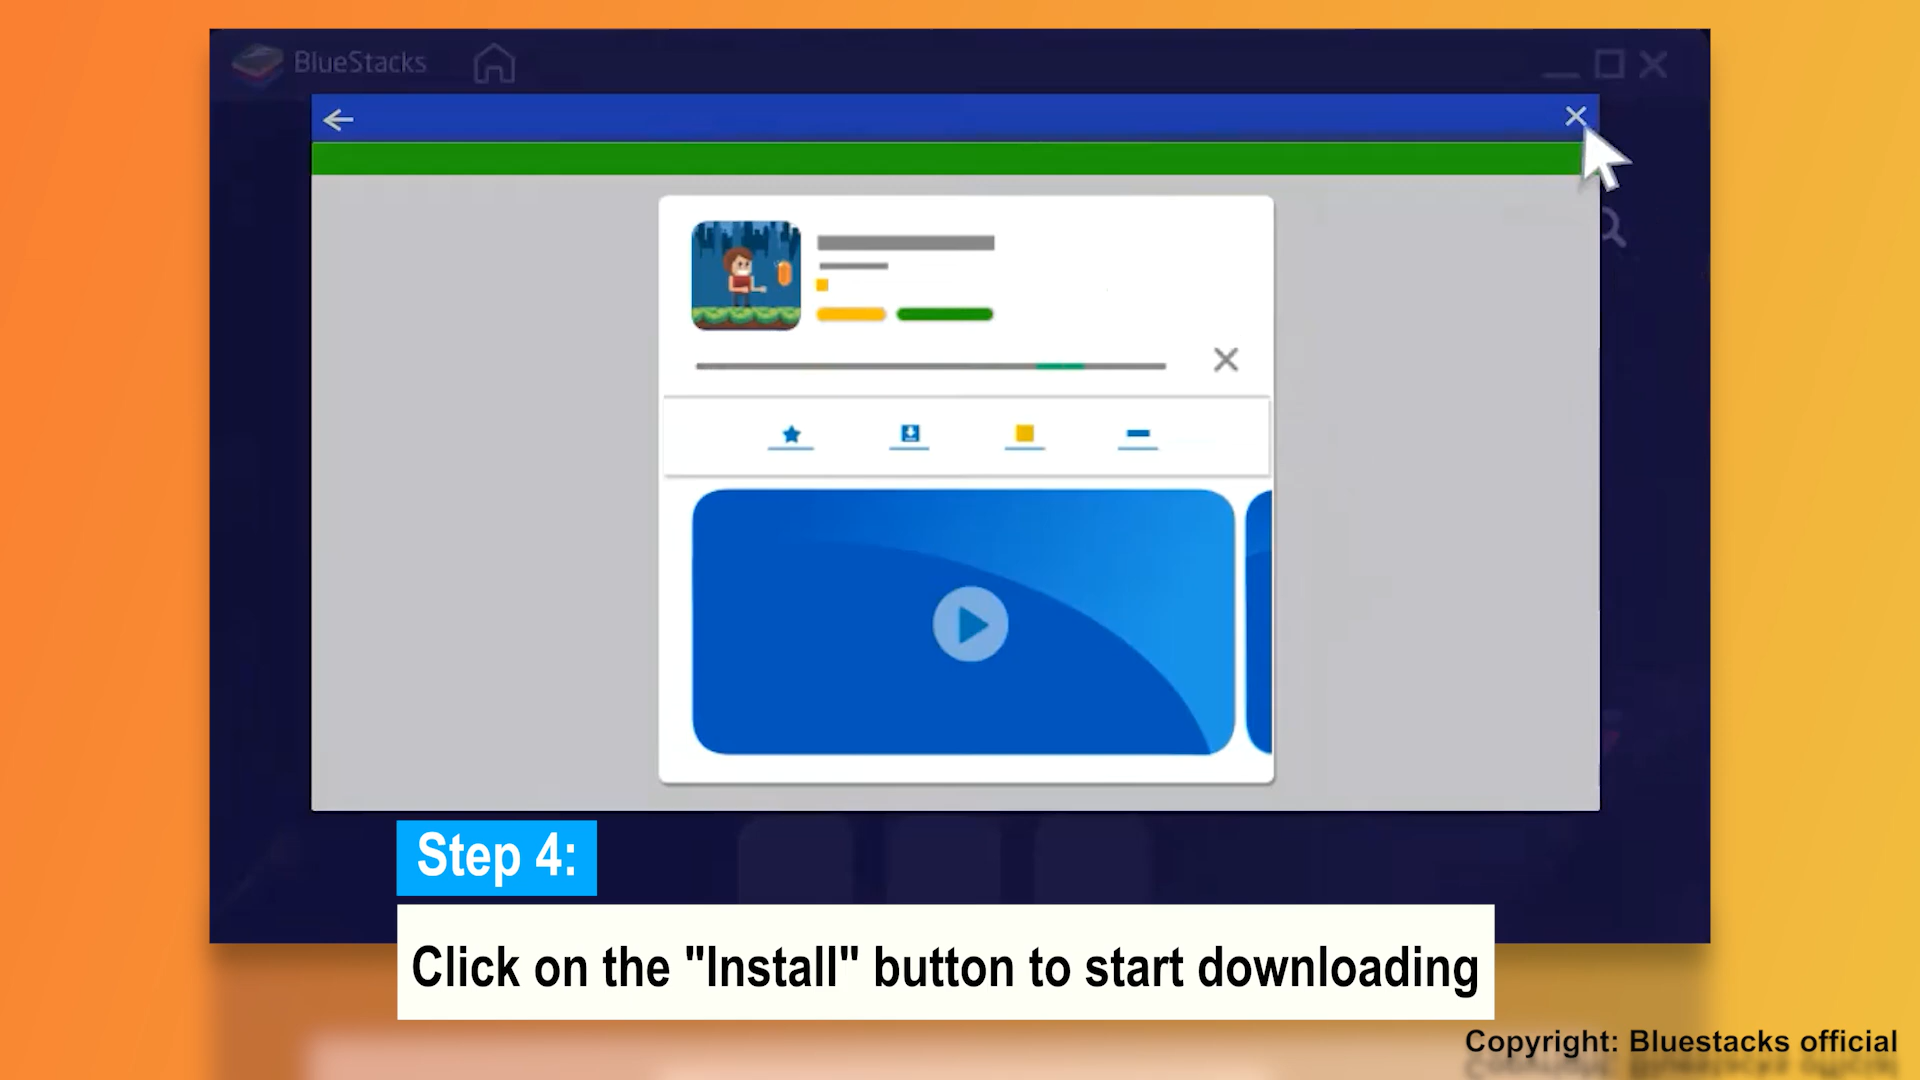 BlueStacks
Step 4:
Click on the "Install" button to start downloading
Copyright: Bluestacks official